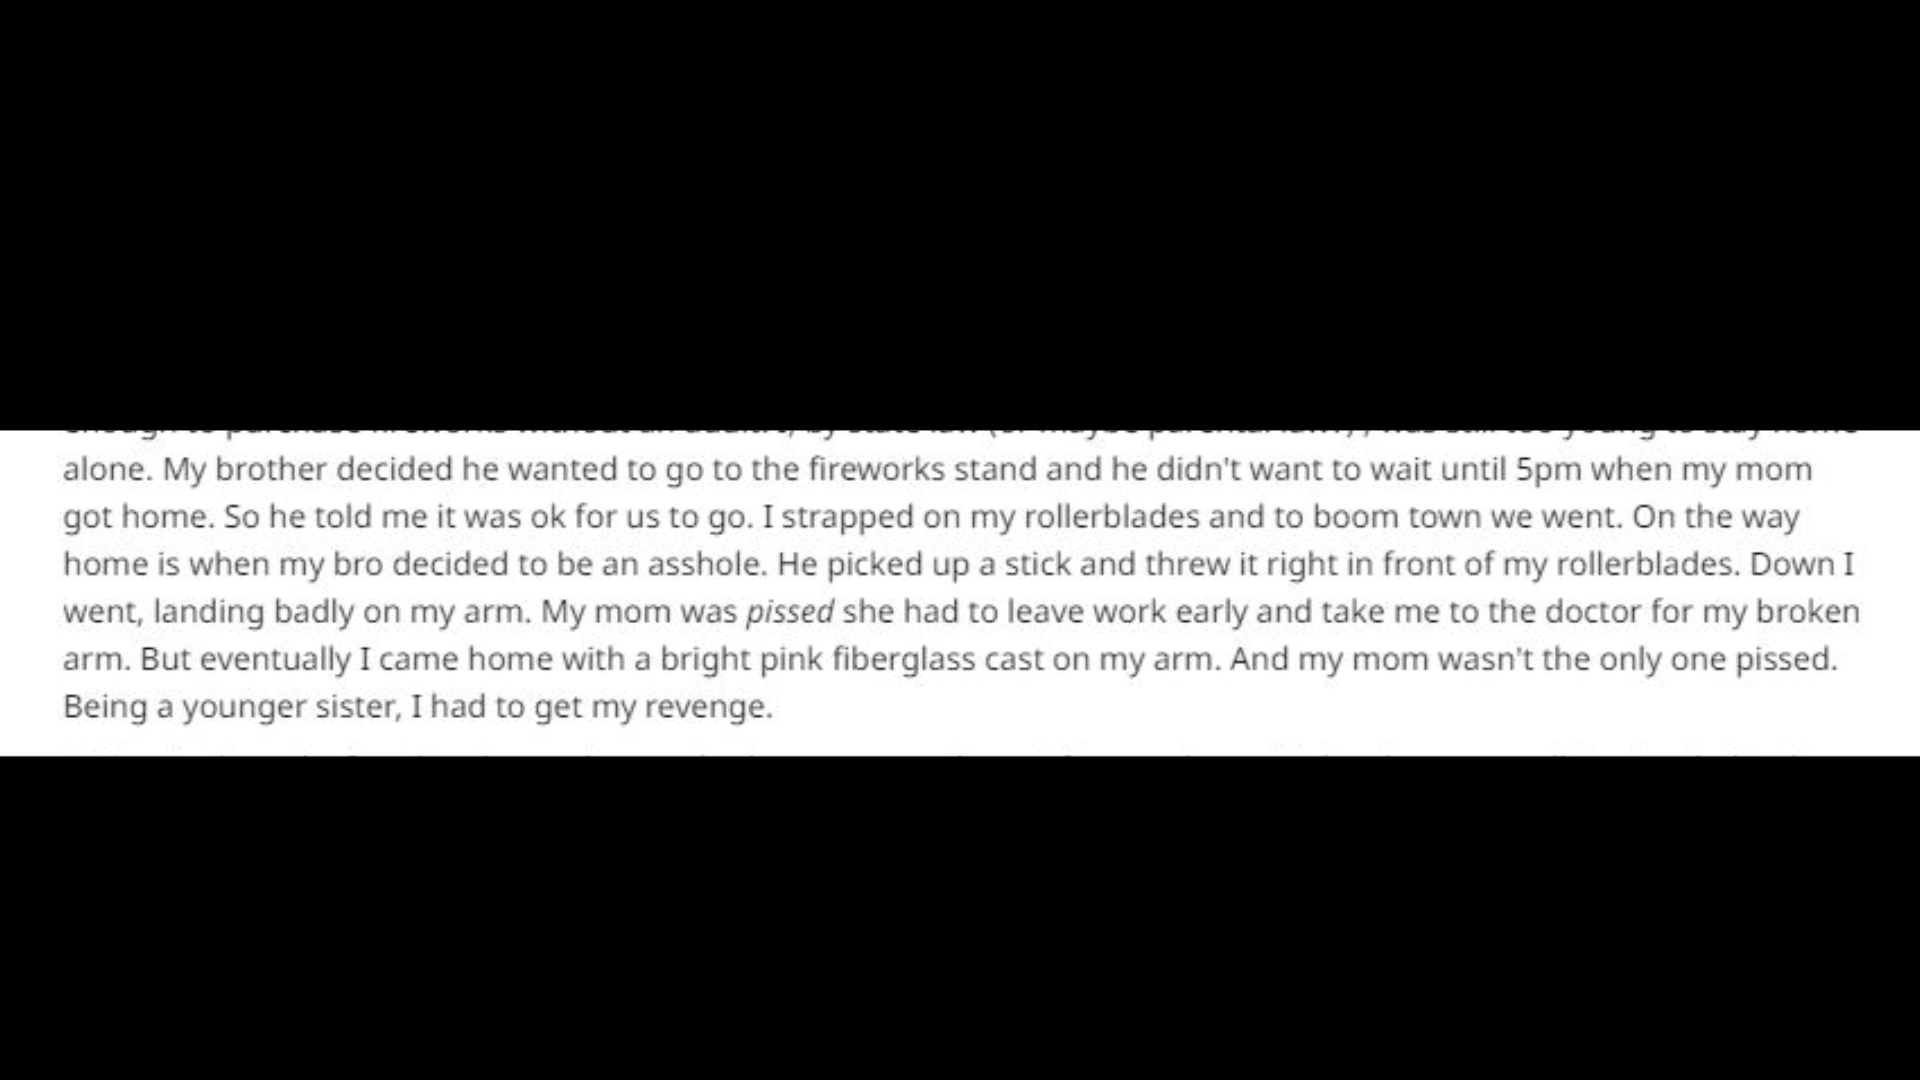 alone. My brother decided he wanted to go to the fireworks stand and he didn't want to wait until 5pm when my mom
got home. So he told me it was ok for us to go. I strapped on my rollerblades and to boom town we went. On the way
home is when my bro decided to be an asshole. He picked up a stick and threw it right in front of my rollerblades. Down I
went, landing badly on my arm. My mom was pissed she had to leave work early and take me to the doctor for my broken
arm. But eventually I came home with a bright pink fiberglass cast on my arm. And my mom wasn't the only one pissed.
Being a younger sister, I had to get my revenge.